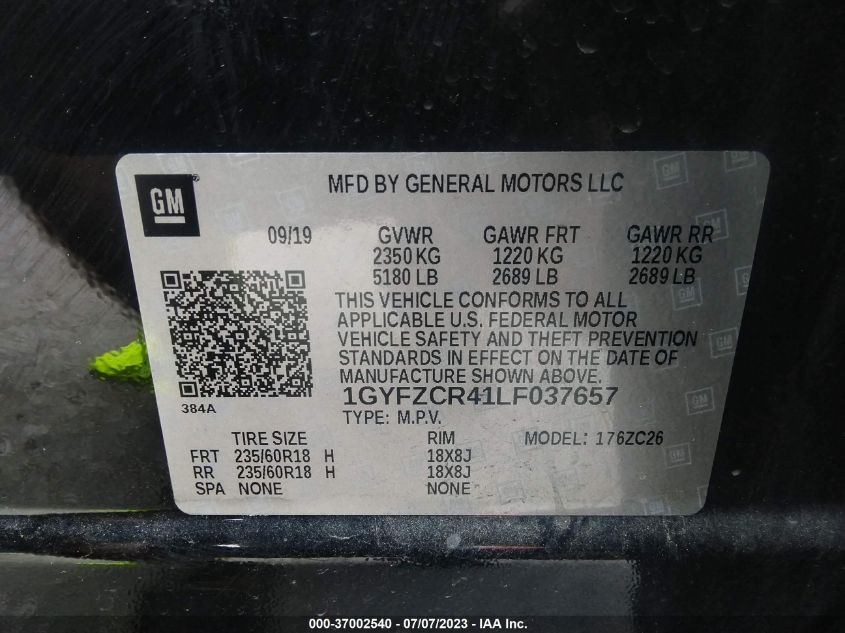 GM
MFD BY GENERAL MOTORS LLC
09/19 GVWR GAWR FRT GAWR RR
2350 KG 1220 KG 1220 KG
5180 LB 2689 LB 2689 LB
THIS VEHICLE CONFORMS TO ALL
APPLICABLE U.S. FEDERAL MOTOR
VEHICLE SAFETY AND THEFT PREVENTION
STANDARDS IN EFFECT ON THE DATE OF
MANUFACTURE SHOWN ABOVE.
384A
1GYFZCR41LF037657
TYPE: M.P.V.
TIRE SIZE RIM MODEL: 176ZC26
FRT 235/60R18 H 18X8J
RR 235/60R18 H 18X8J
SPA NONE NONE
000-37002540 - 07/07/2023 - IAA Inc.